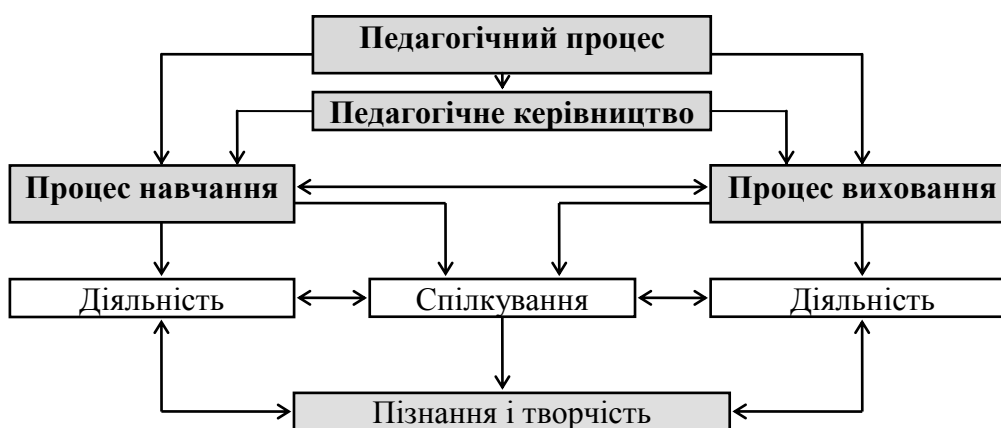 Педагогічний процес
Педагогічне керівництво
Процес навчання
Процес виховання
Діяльність
Спілкування
Діяльність
Пізнання і творчість